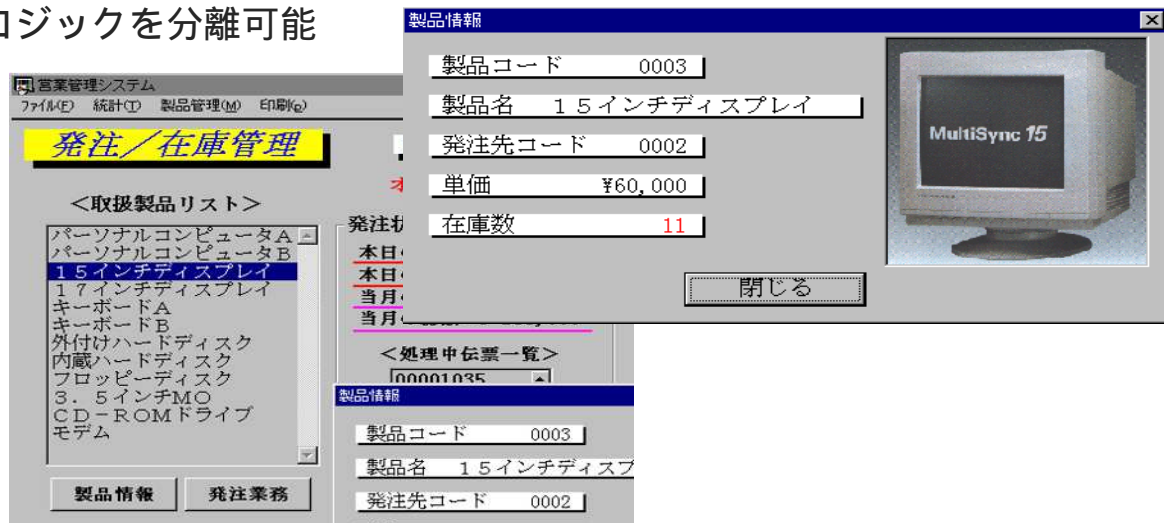 ロジックを分離可能
製品情報
製品コード 0003
製品名 15インチディスプレイ
発注先コード 0002
単価 ¥60,000
在庫数 11
MultiSync 15
閉じる
営業管理システム
ファイル(F) 統計(T) 製品管理(M) 印刷(P)
発注/在庫管理
<取扱製品リスト>
パーソナルコンピュータA
パーソナルコンピュータB
15インチディスプレイ
17インチディスプレイ
キーボードA
キーボードB
外付けハードディスク
内蔵ハードディスク
フロッピーディスク
3.5インチMO
CD-ROMドライブ
モデム
製品情報
発注業務
発注状
本日
本日
当月
当月
<処理中伝票一覧>
00001035
製品情報
製品コード 0003
製品名 15インチディスプ
発注先コード 0002